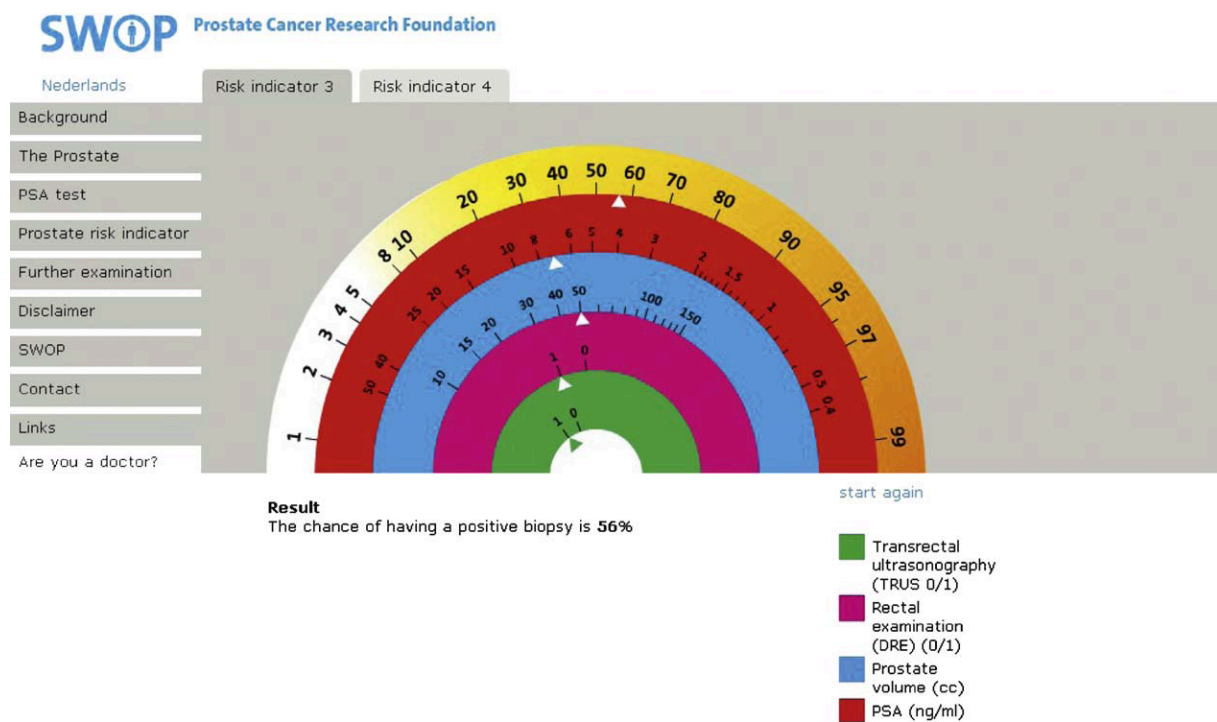 SWOP Prostate Cancer Research Foundation
Nederlands
Risk indicator 3
Risk indicator 4
Background
The Prostate
PSA test
Prostate risk indicator
Further examination
Disclaimer
SWOP
Contact
Links
Are you a doctor?
1 2 3 4 5 8 10 20 30 40 50 60 70 80 90 95 97 99
50 40 25 20 15 10 8 6 5 4 3 2 1.5 1 0.5 0.4
10 15 20 30 40 50 100 150
1 0
1 0
Result
The chance of having a positive biopsy is 56%
start again
Transrectal
ultrasonography
(TRUS 0/1)
Rectal
examination
(DRE) (0/1)
Prostate
volume (cc)
PSA (ng/ml)